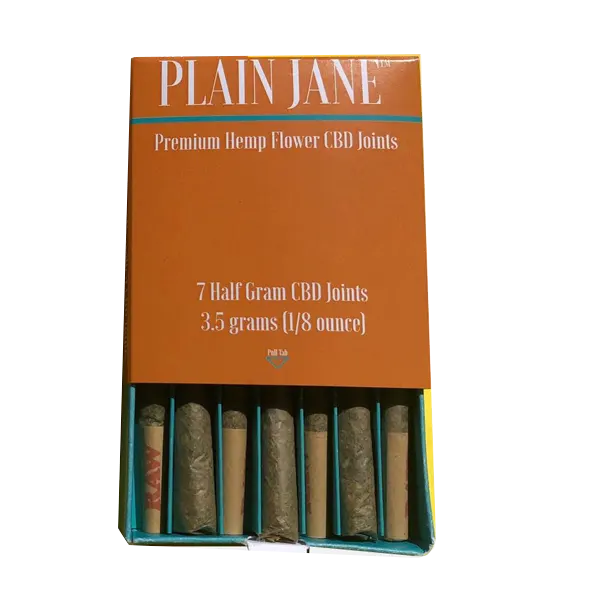 PLAIN JANE™
Premium Hemp Flower CBD Joints
7 Half Gram CBD Joints
3.5 grams (1/8 ounce)
Pull Tab
RAW